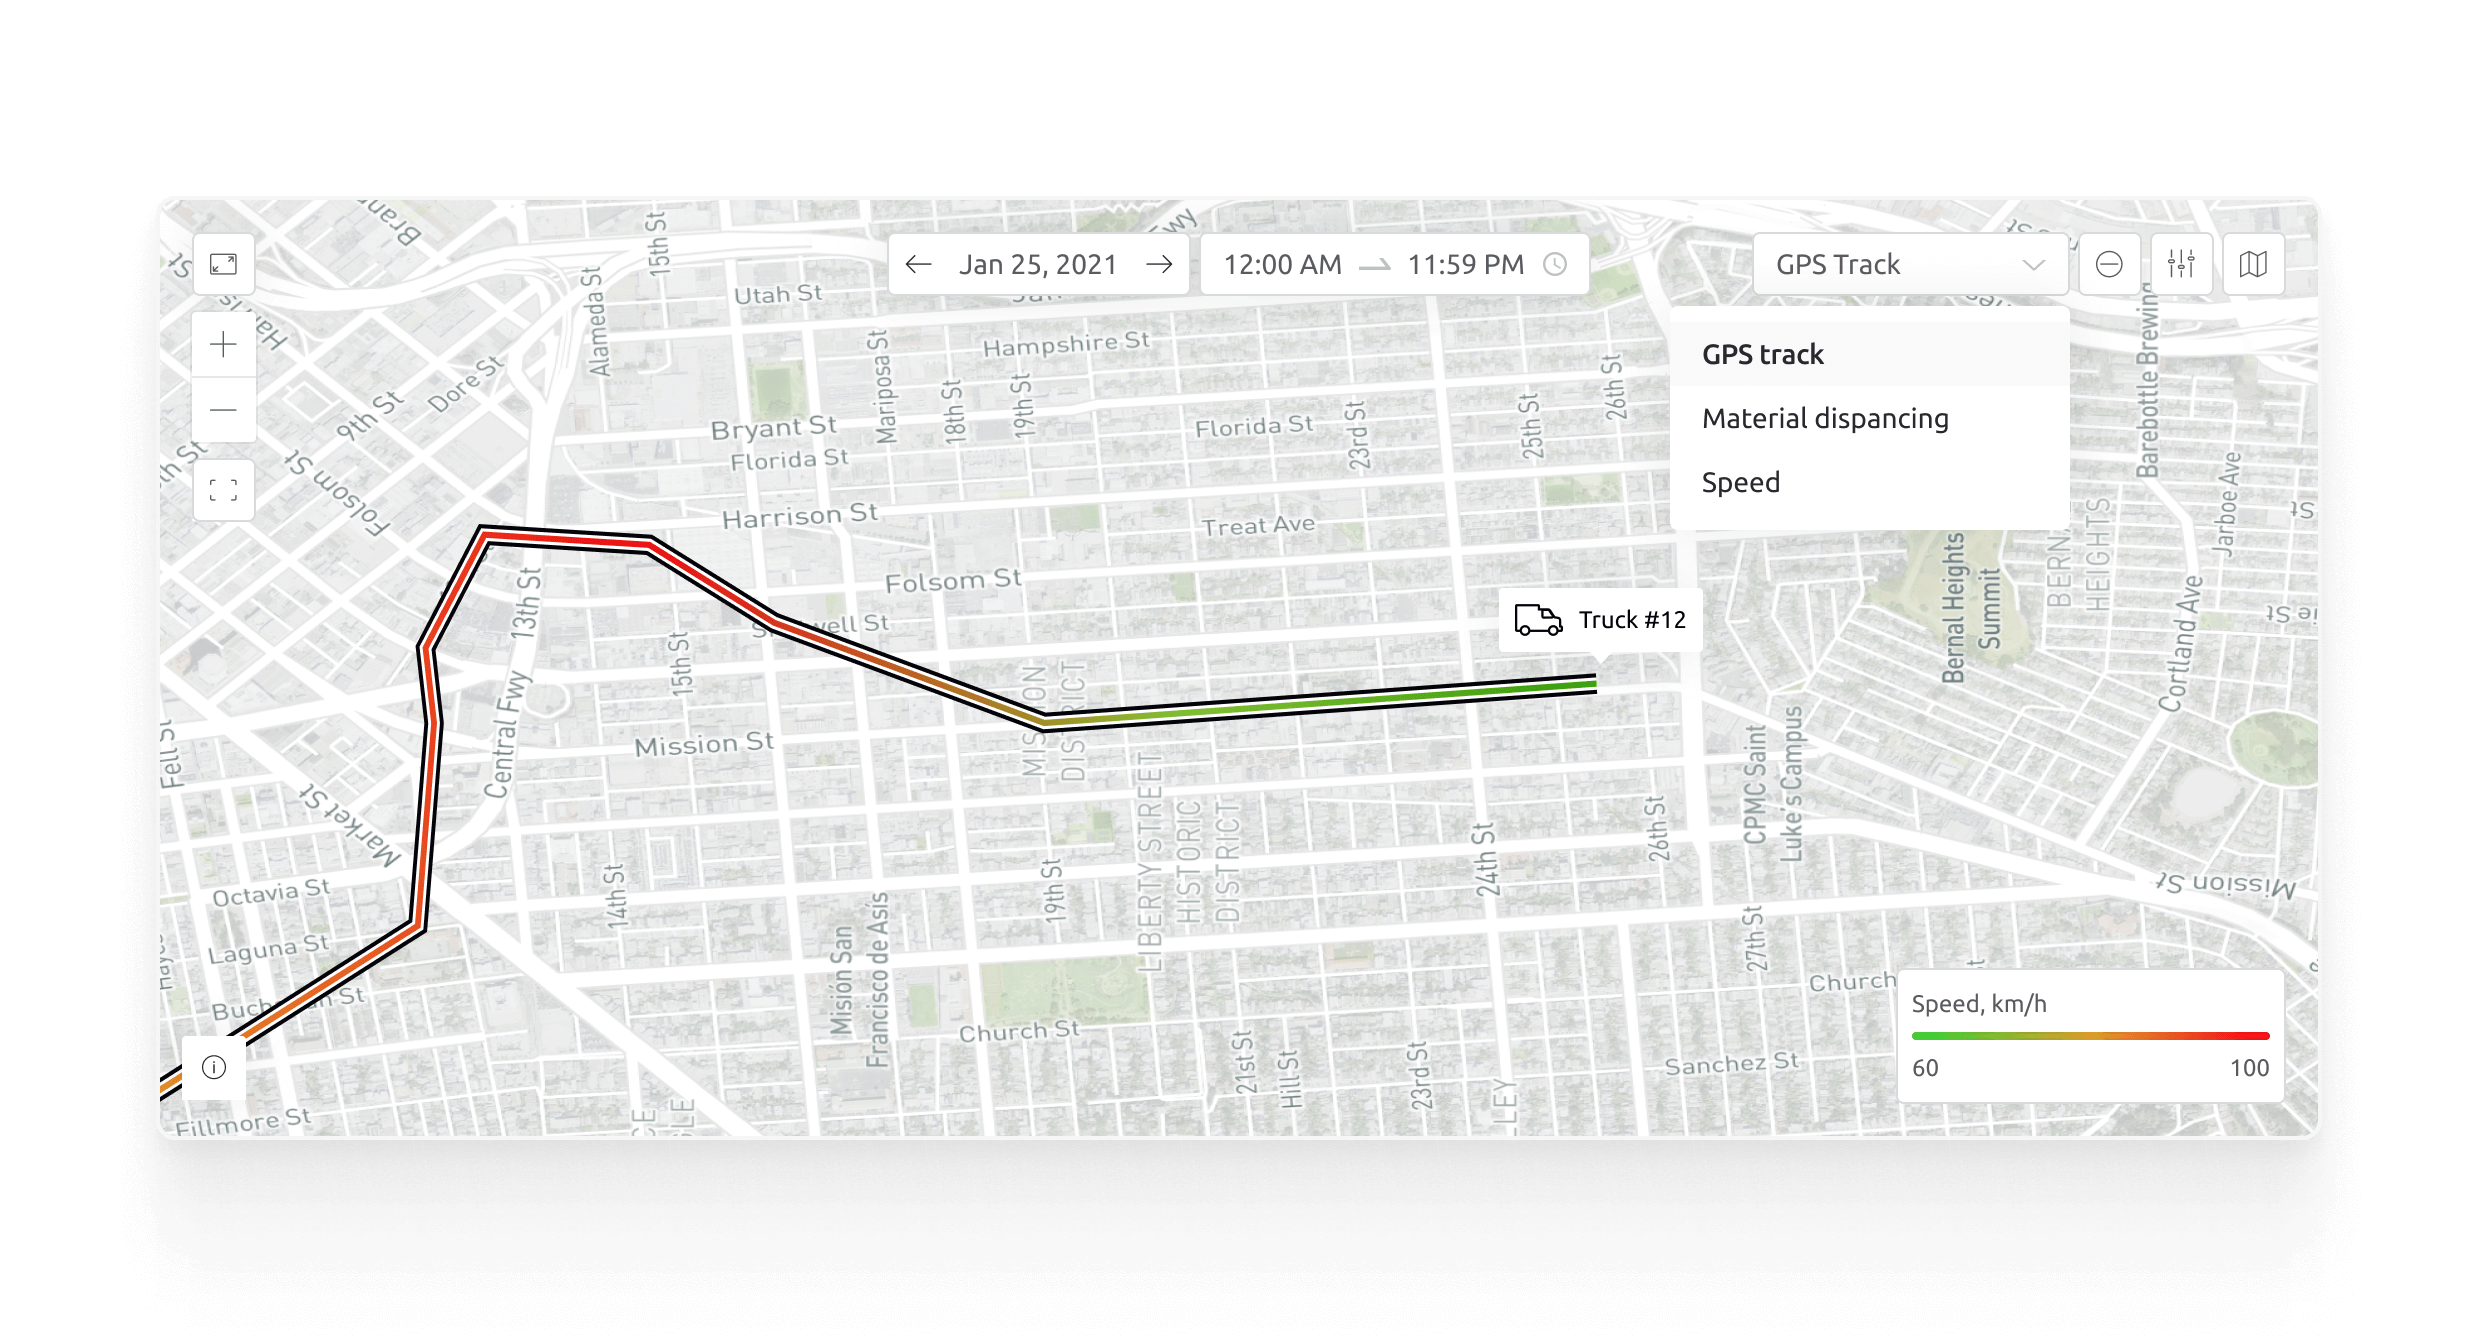 Jan 25, 2021
12:00 AM
11:59 PM
GPS Track
GPS track
Material dispancing
Speed
Truck #12
Speed, km/h
60
100
15th St
Alameda St
Utah St
Hampshire St
Mariposa St
18th St
19th St
Bryant St
Florida St
Florida St
23rd St
25th St
26th St
9th St
Dore St
Folsom St
Harrison St
Treat Ave
Folsom St
13th St
Central Fwy
15th St
Mission St
MISSION
DISTRICT
LIBERTY STREET
HISTORIC
DISTRICT
Barebottle Brewing
Jarboe Ave
HEIGHTS
Bernal Heights
Summit
Cortland Ave
CPMC Saint
Luke's Campus
24th St
26th St
Mission St
27th St
Fell St
Market St
Octavia St
Laguna St
14th St
19th St
Misión San
Francisco de Asís
Church St
21st St
Hill St
23rd St
Sanchez St
Church
Fillmore St